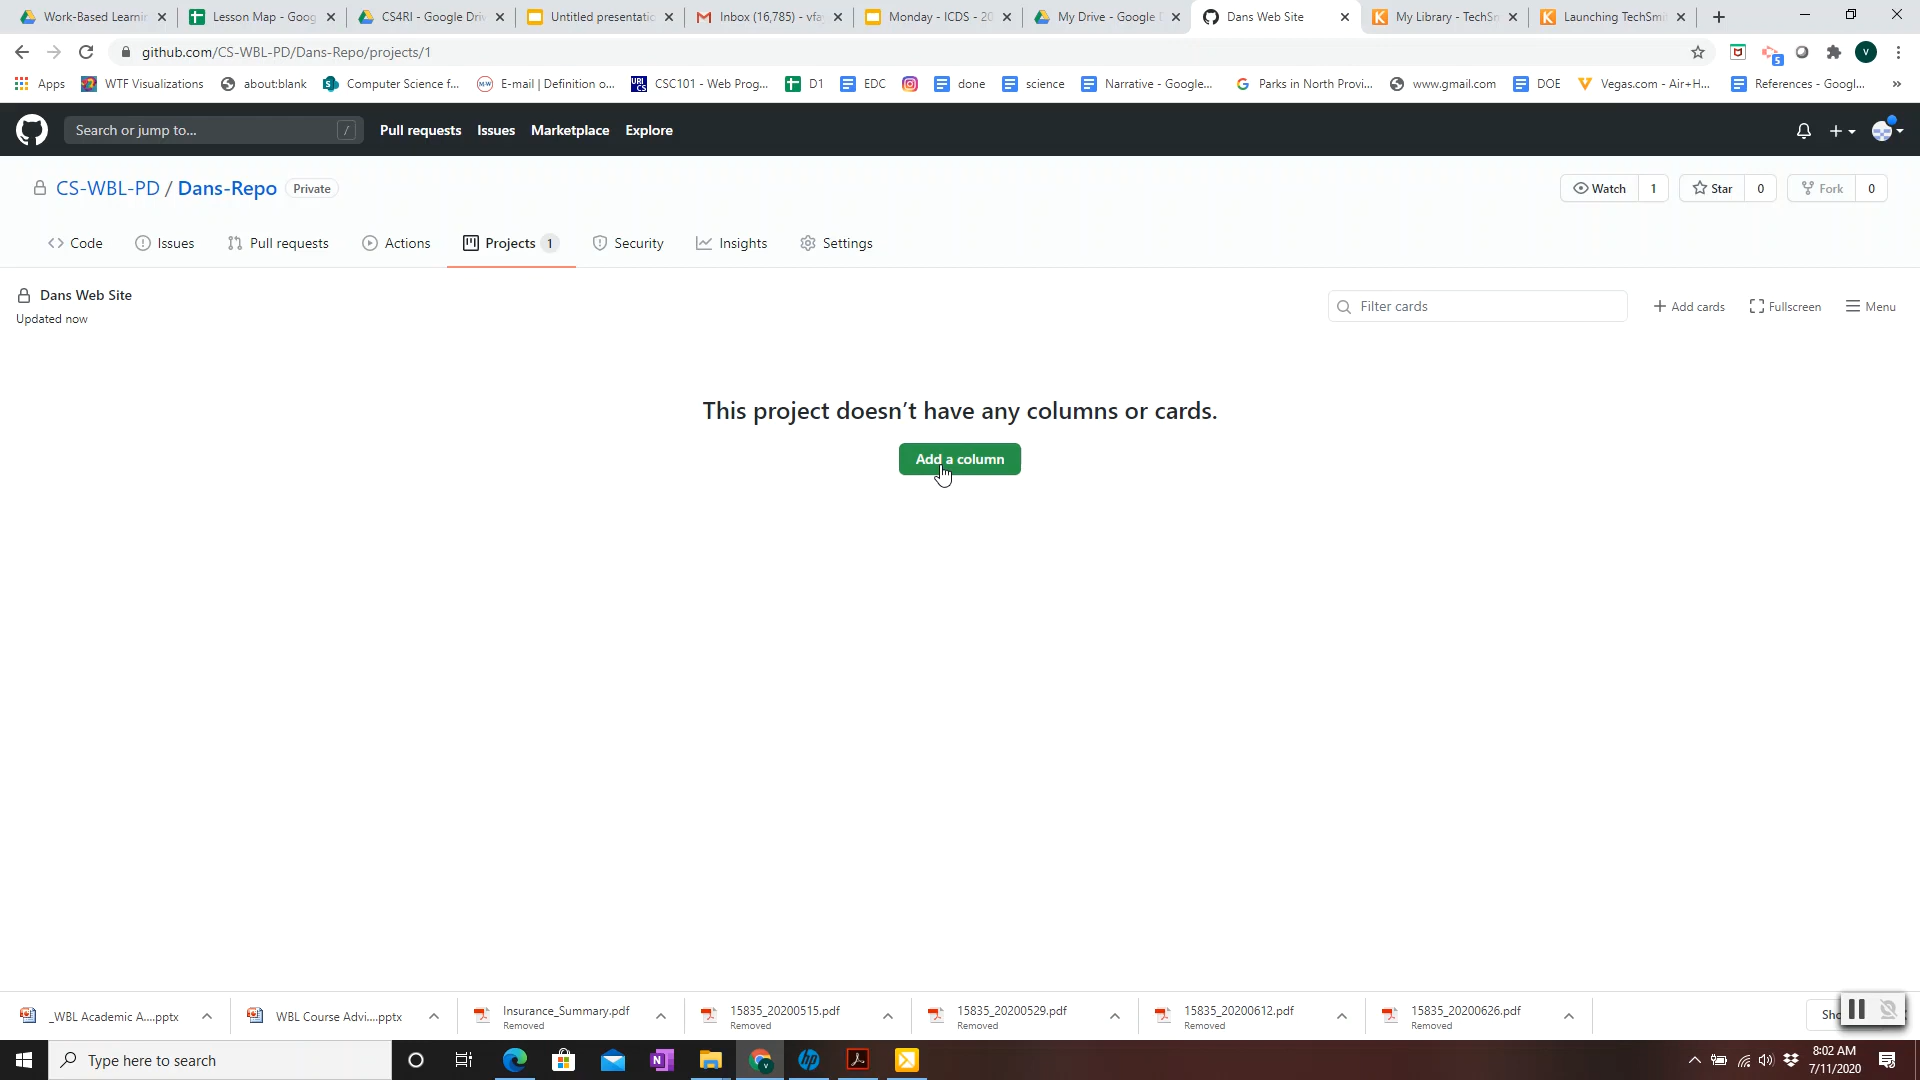 Work-Based Learnin
Lesson Map - Goog
CS4RI - Google Driv
Untitled presentatio
Inbox (16,785) - vfa
Monday - ICDS - 20
My Drive - Google D
Dans Web Site
My Library - TechSm
Launching TechSmi
github.com/CS-WBL-PD/Dans-Repo/projects/1
5
V
Apps
WTF Visualizations
about:blank
Computer Science f...
E-mail | Definition o...
CSC101 - Web Prog...
D1
EDC
done
science
Narrative - Google...
Parks in North Provi...
www.gmail.com
DOE
Vegas.com - Air+H...
References - Googl...
»
Search or jump to...
/
Pull requests
Issues
Marketplace
Explore
CS-WBL-PD / Dans-Repo
Private
Watch 1
Star 0
Fork 0
Code
Issues
Pull requests
Actions
Projects 1
Security
Insights
Settings
Dans Web Site
Updated now
Filter cards
Add cards
Fullscreen
Menu
This project doesn't have any columns or cards.
Add a column
_WBL Academic A....pptx
WBL Course Advi....pptx
Insurance_Summary.pdf
Removed
15835_20200515.pdf
Removed
15835_20200529.pdf
Removed
15835_20200612.pdf
Removed
15835_20200626.pdf
Removed
Type here to search
8:02 AM
7/11/2020